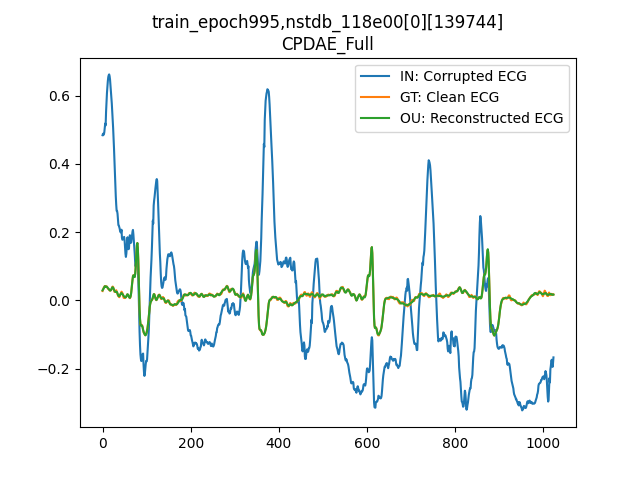 train_epoch995,nstdb_118e00[0][139744]
CPDAE_Full
IN: Corrupted ECG
GT: Clean ECG
OU: Reconstructed ECG
0.6
0.4
0.2
0.0
−0.2
0 200 400 600 800 1000